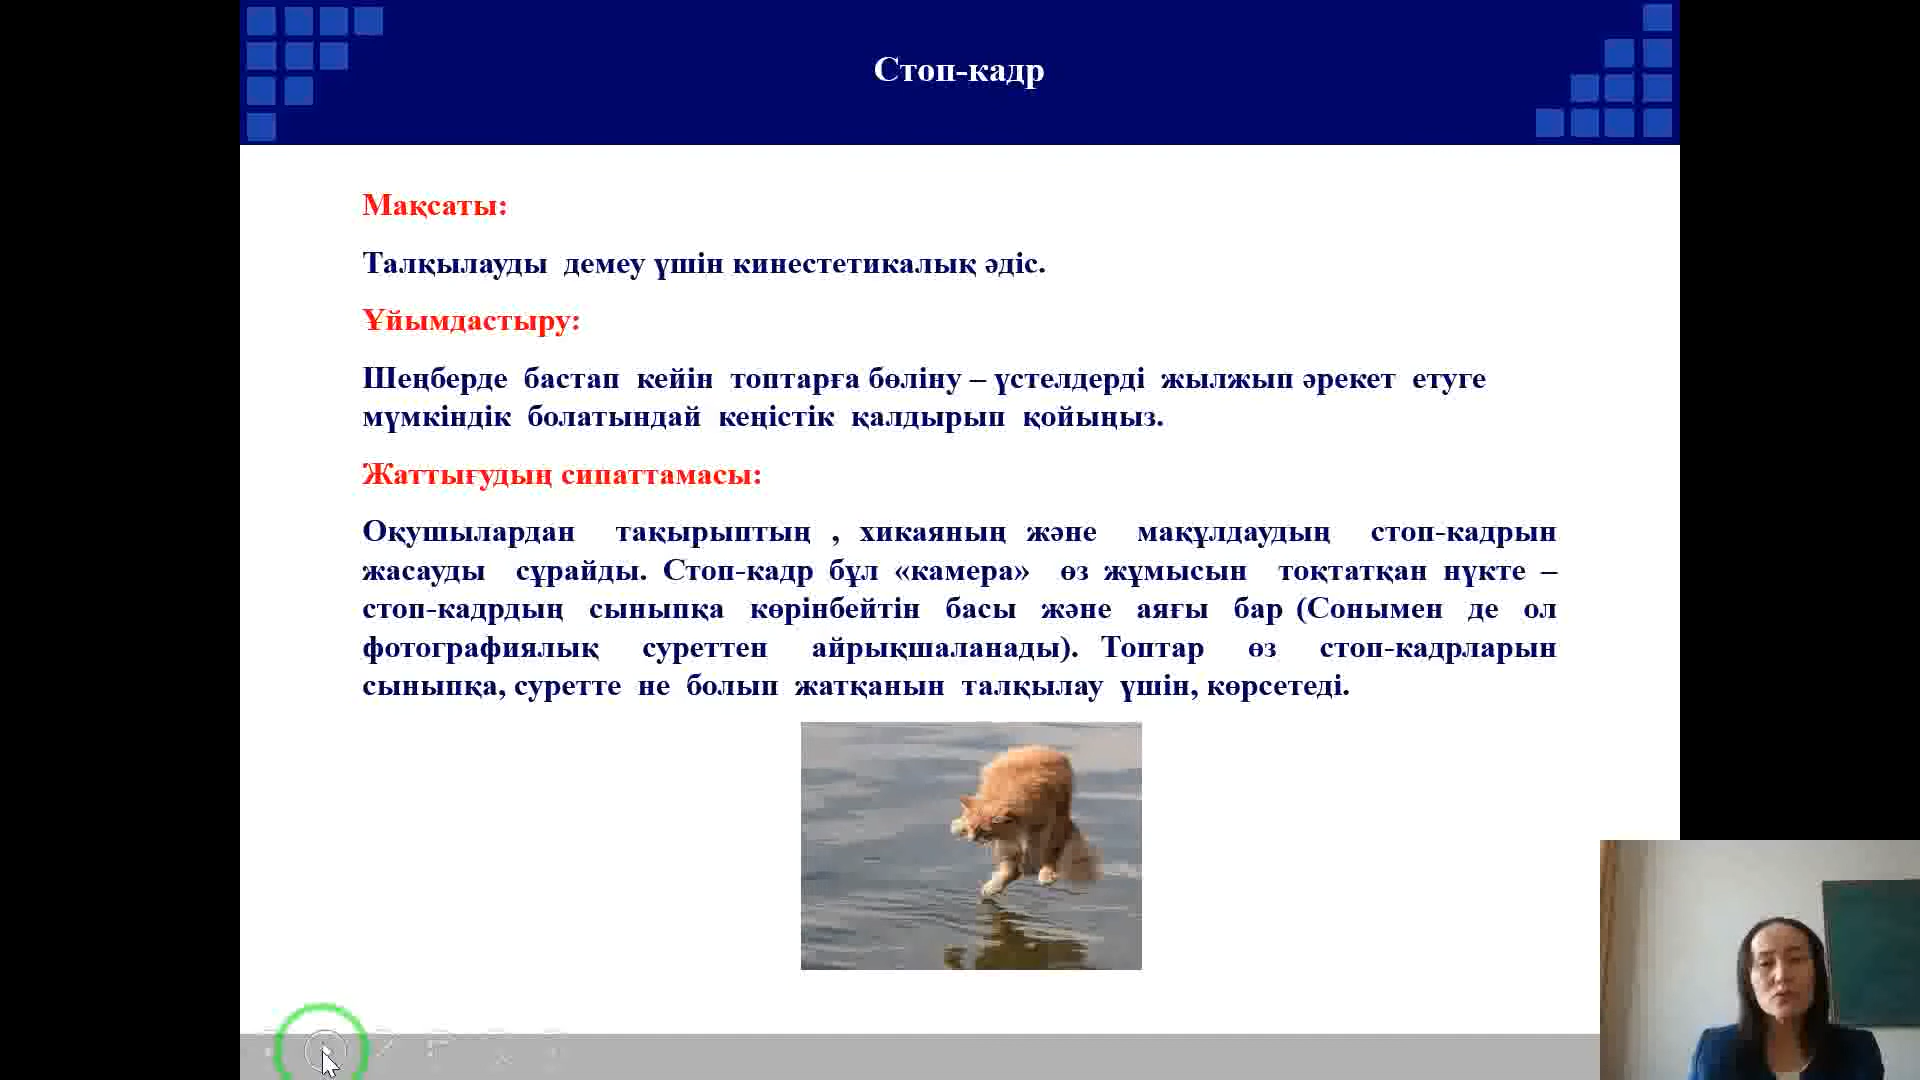 Стоп-кадр
Мақсаты:
Талқылауды демеу үшін кинестетикалық әдіс.
Ұйымдастыру:
Шеңберде бастап кейін топтарға бөліну – үстелдерді жылжып әрекет етуге
мүмкіндік болатындай кеңістік қалдырып қойыңыз.
Жаттығудың сипаттамасы:
Оқушылардан тақырыптың , хикаяның және мақұлдаудың стоп-кадрын
жасауды сұрайды. Стоп-кадр бұл «камера» өз жұмысын тоқтатқан нүкте –
стоп-кадрдың сыныпқа көрінбейтін басы және аяғы бар (Сонымен де ол
фотографиялық суреттен айрықшаланады). Топтар өз стоп-кадрларын
сыныпқа, суретте не болып жатқанын талқылау үшін, көрсетеді.